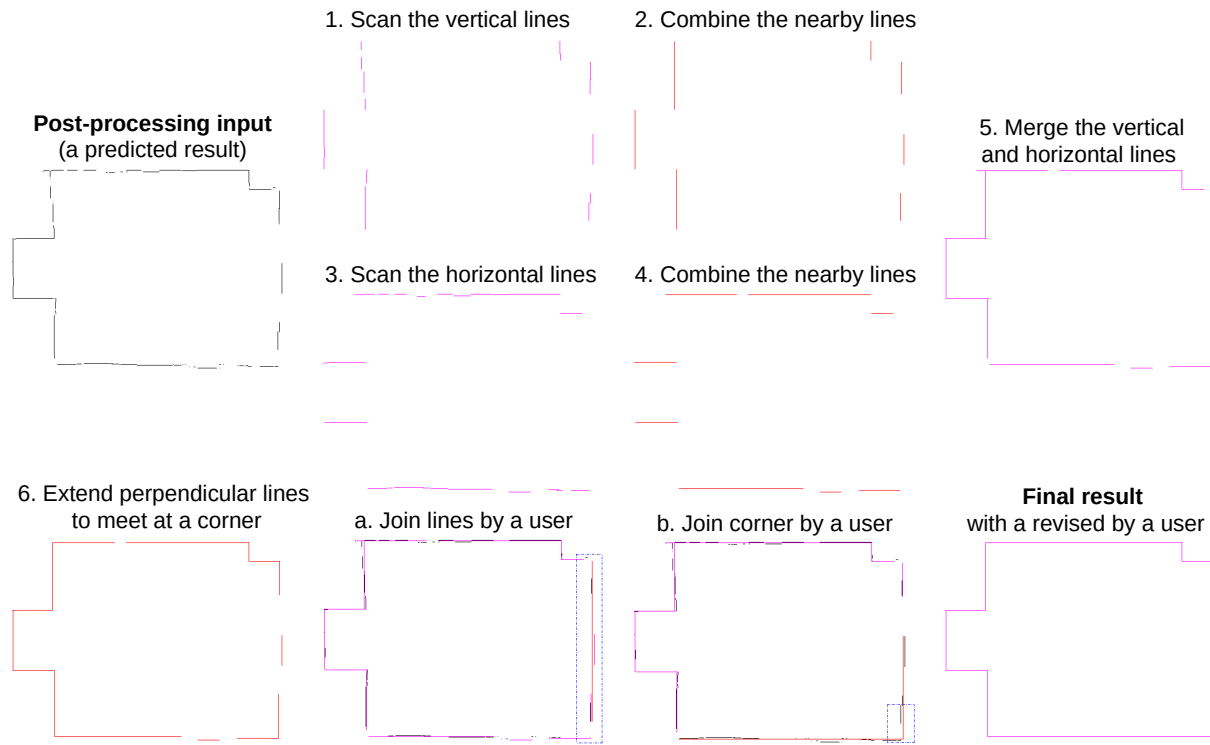 1. Scan the vertical lines
2. Combine the nearby lines
Post-processing input
(a predicted result)
5. Merge the vertical
and horizontal lines
3. Scan the horizontal lines
4. Combine the nearby lines
6. Extend perpendicular lines
to meet at a corner
a. Join lines by a user
b. Join corner by a user
Final result
with a revised by a user